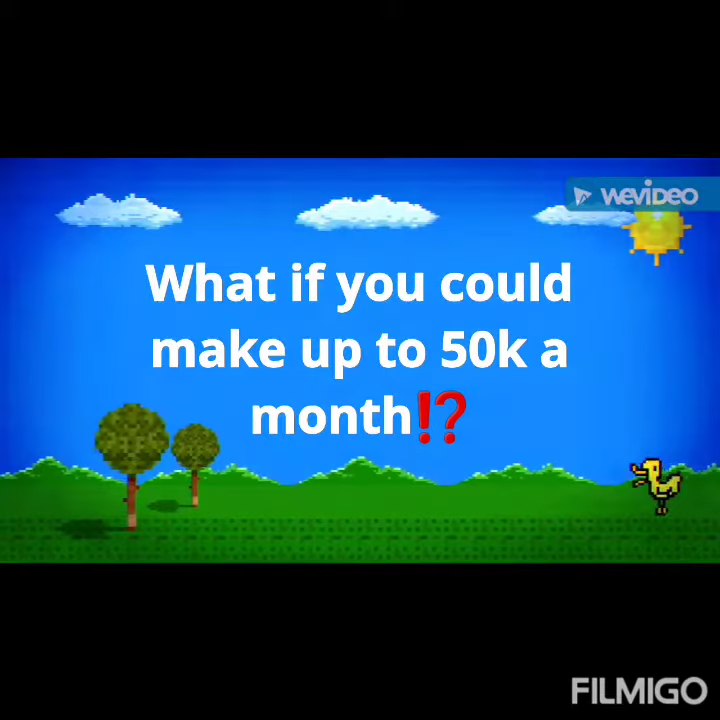 WEVIDEO
What if you could
make up to 50k a
month⁉️
FILMIGO